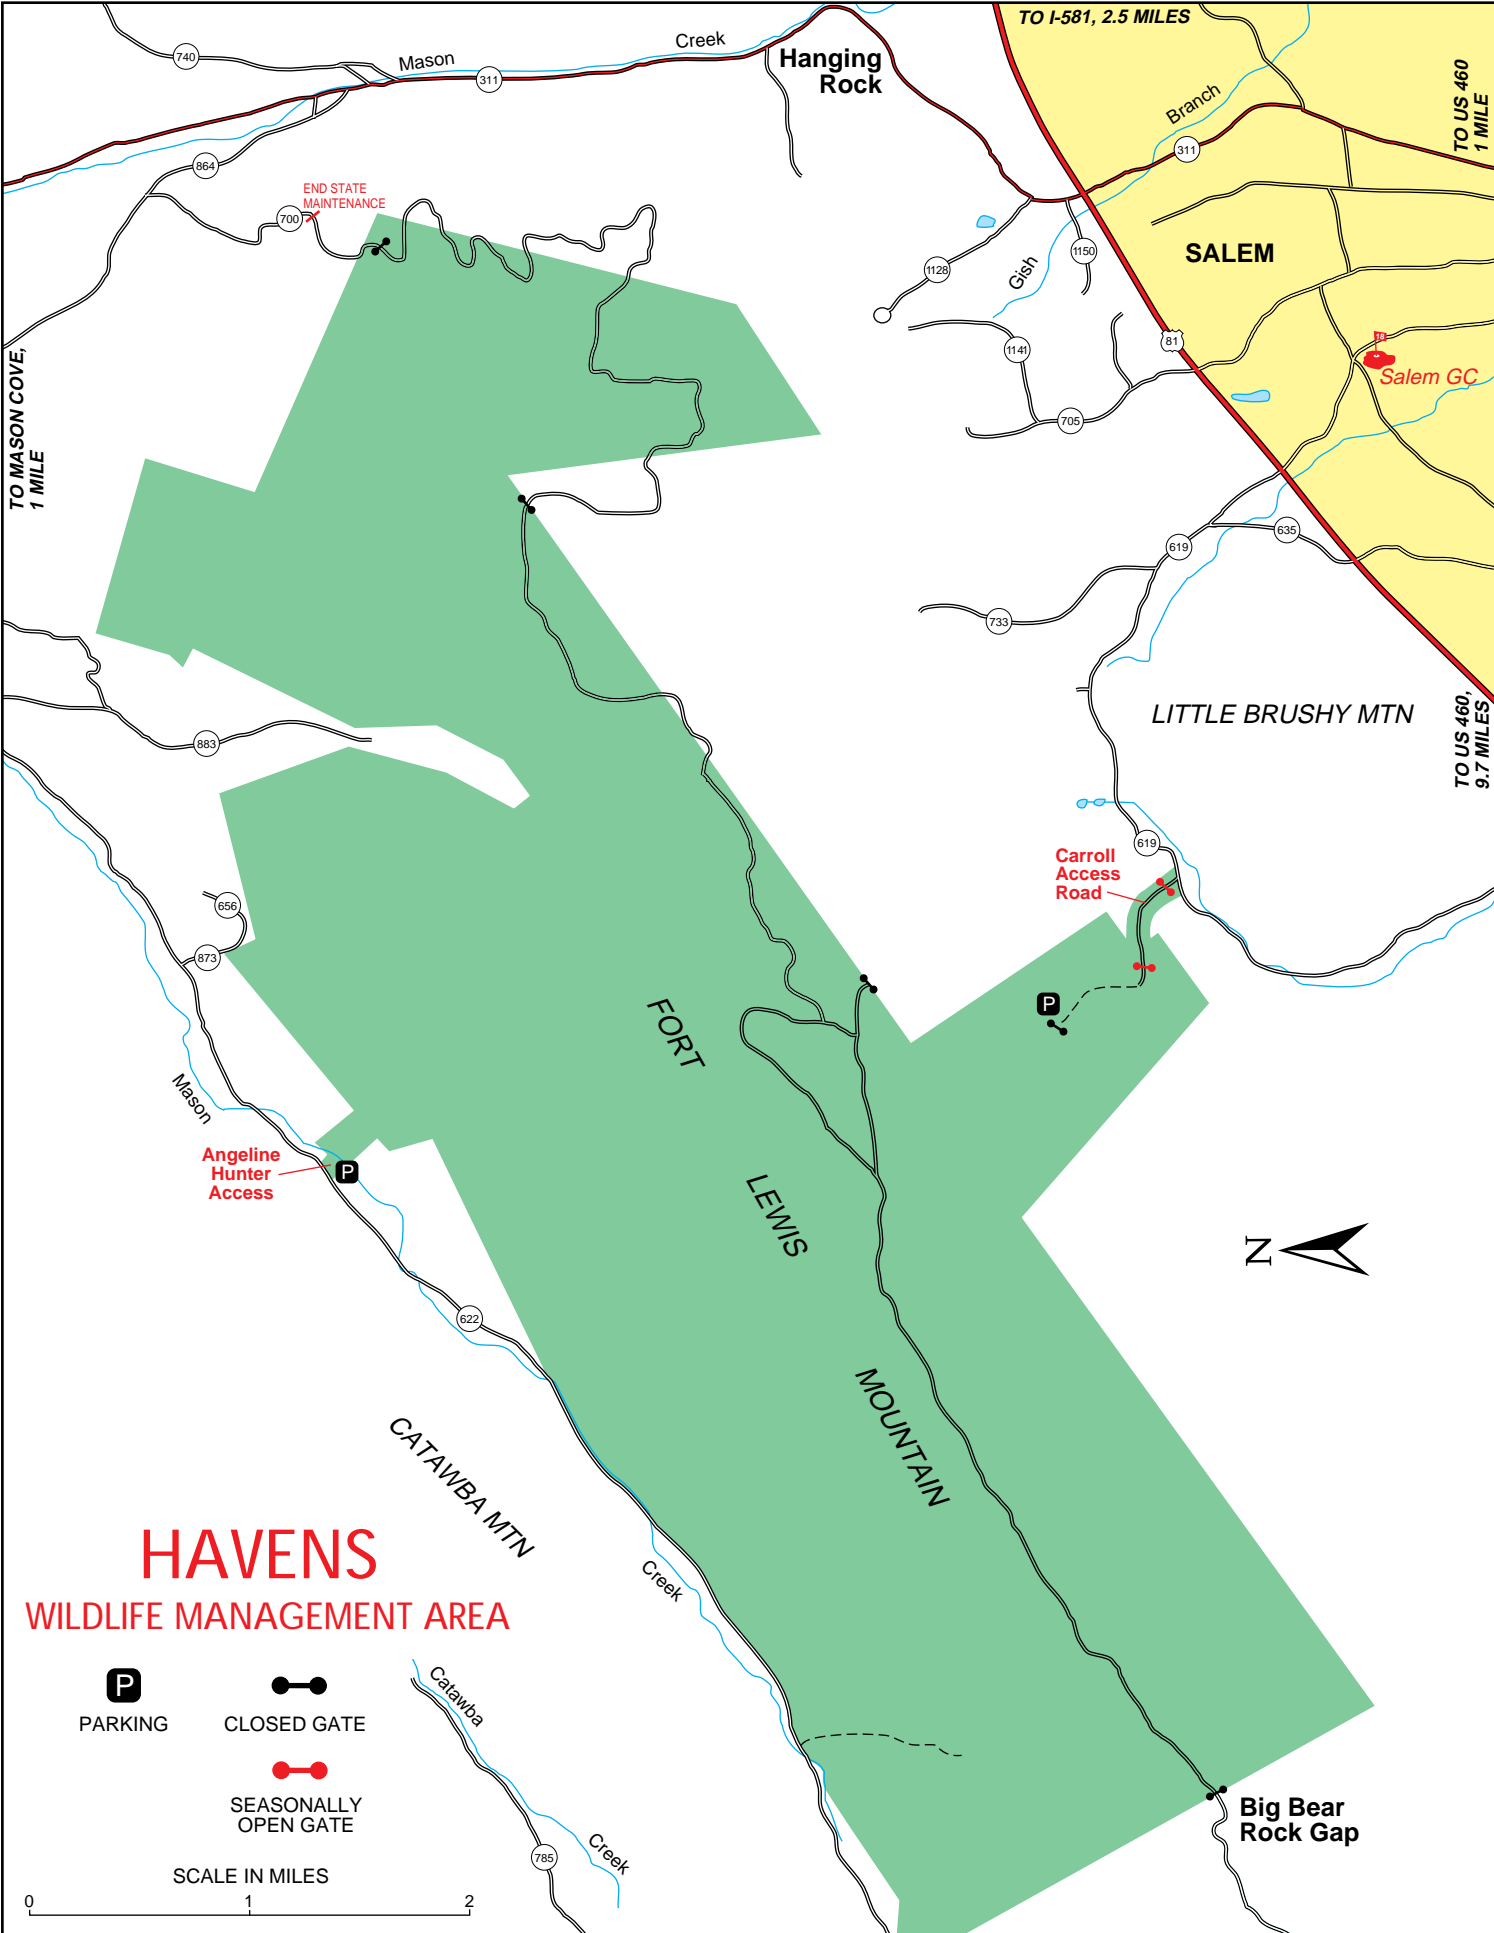 TO I-581, 2.5 MILES
740
Mason
Creek
311
Hanging
Rock
Branch
311
TO US 460
1 MILE
864
END STATE
MAINTENANCE
700
1128
Gish
1150
SALEM
81
1141
705
18
Salem GC
TO MASON COVE,
1 MILE
619
635
733
LITTLE BRUSHY MTN
TO US 460,
9.7 MILES
883
619
Carroll
Access
Road
656
873
P
FORT
LEWIS
MOUNTAIN
Mason
Angeline
Hunter
Access
P
N
622
CATAWBA MTN
Creek
HAVENS
WILDLIFE MANAGEMENT AREA
P
PARKING
CLOSED GATE
SEASONALLY
OPEN GATE
SCALE IN MILES
0
1
2
Catawba
Creek
785
Big Bear
Rock Gap